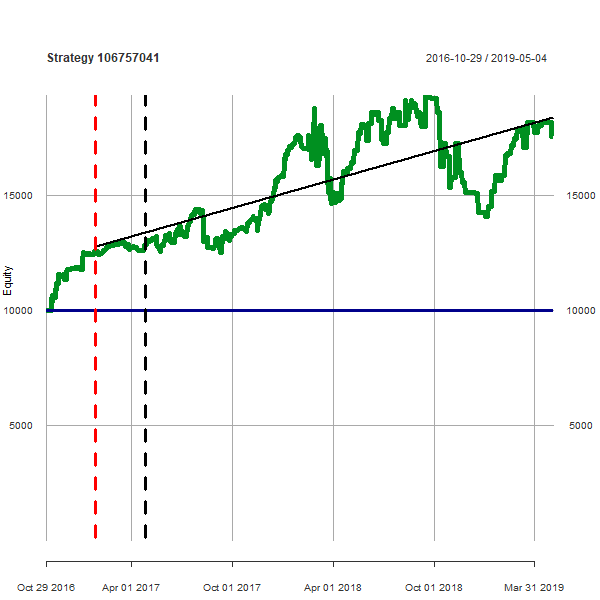 Strategy 106757041 2016-10-29 / 2019-05-04
15000 15000
Equity
10000 10000
5000 5000
Oct 29 2016 Apr 01 2017 Oct 01 2017 Apr 01 2018 Oct 01 2018 Mar 31 2019